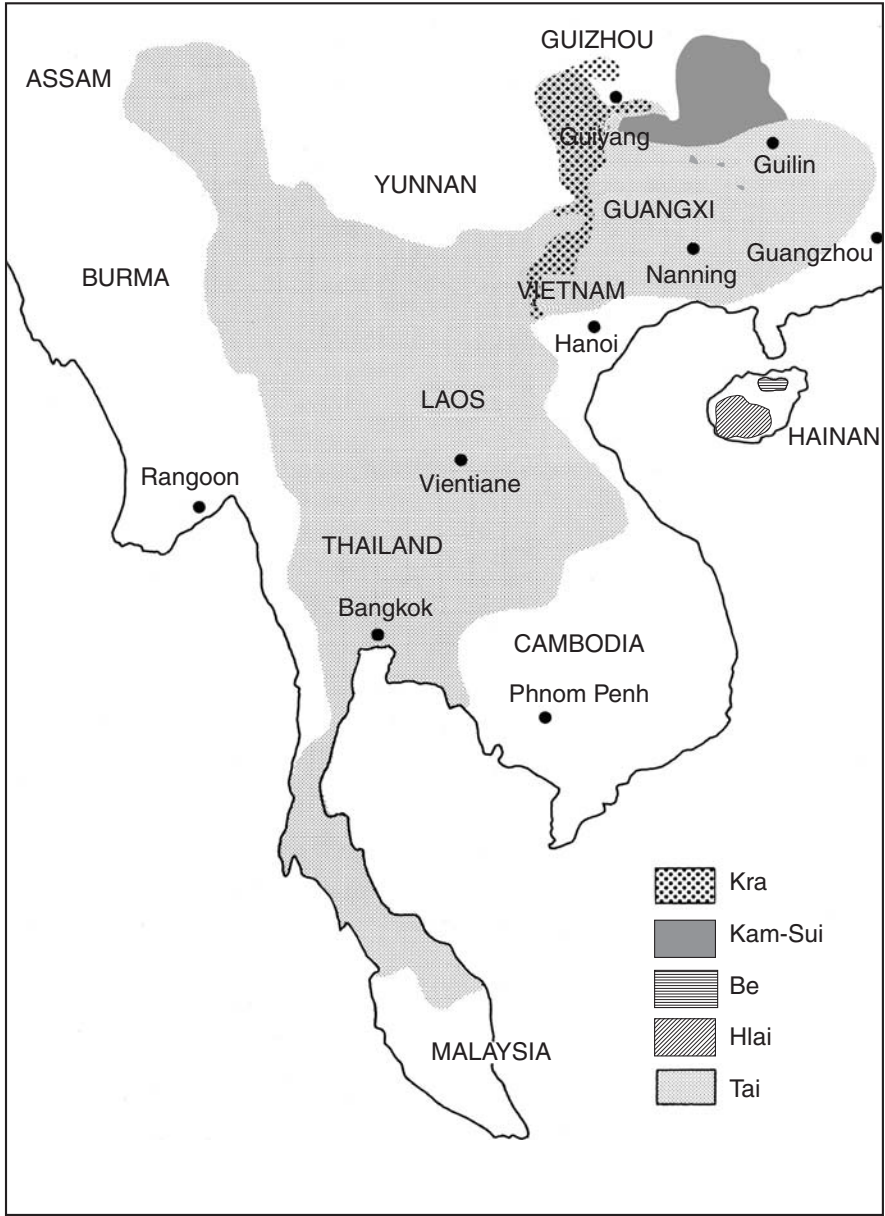 GUIZHOU
ASSAM
Guiyang
Guilin
YUNNAN
GUANGXI
Guangzhou
BURMA
Nanning
VIETNAM
Hanoi
LAOS
HAINAN
Rangoon
Vientiane
THAILAND
Bangkok
CAMBODIA
Phnom Penh
Kra
Kam-Sui
Be
Hlai
MALAYSIA
Tai